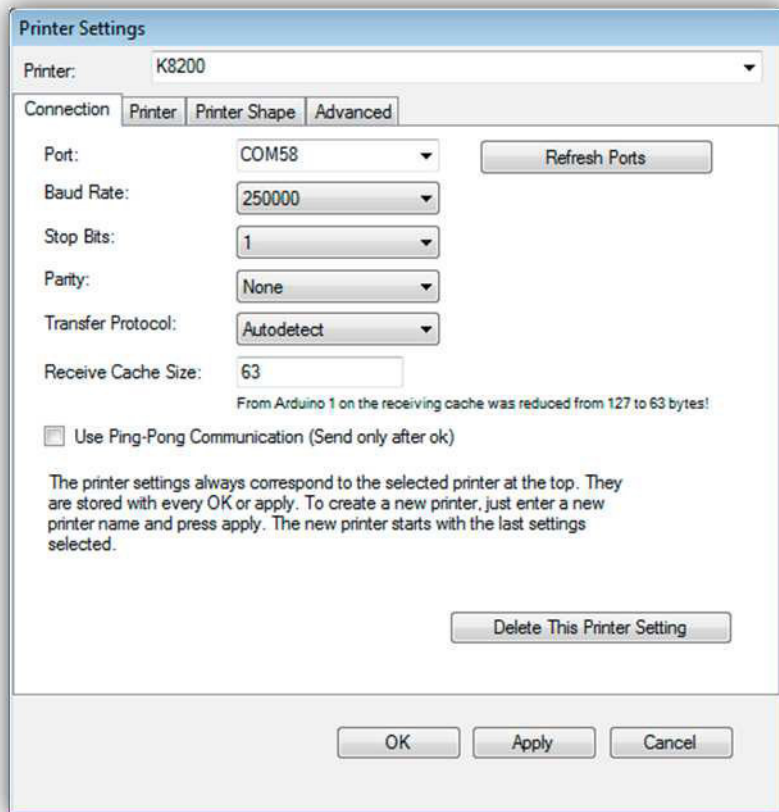 Printer Settings
Printer: K8200
Connection Printer Printer Shape Advanced
Port: COM58 Refresh Ports
Baud Rate: 250000
Stop Bits: 1
Parity: None
Transfer Protocol: Autodetect
Receive Cache Size: 63
From Arduino 1 on the receiving cache was reduced from 127 to 63 bytes!
Use Ping-Pong Communication (Send only after ok)
The printer settings always correspond to the selected printer at the top. They
are stored with every OK or apply. To create a new printer, just enter a new
printer name and press apply. The new printer starts with the last settings
selected.
Delete This Printer Setting
OK Apply Cancel